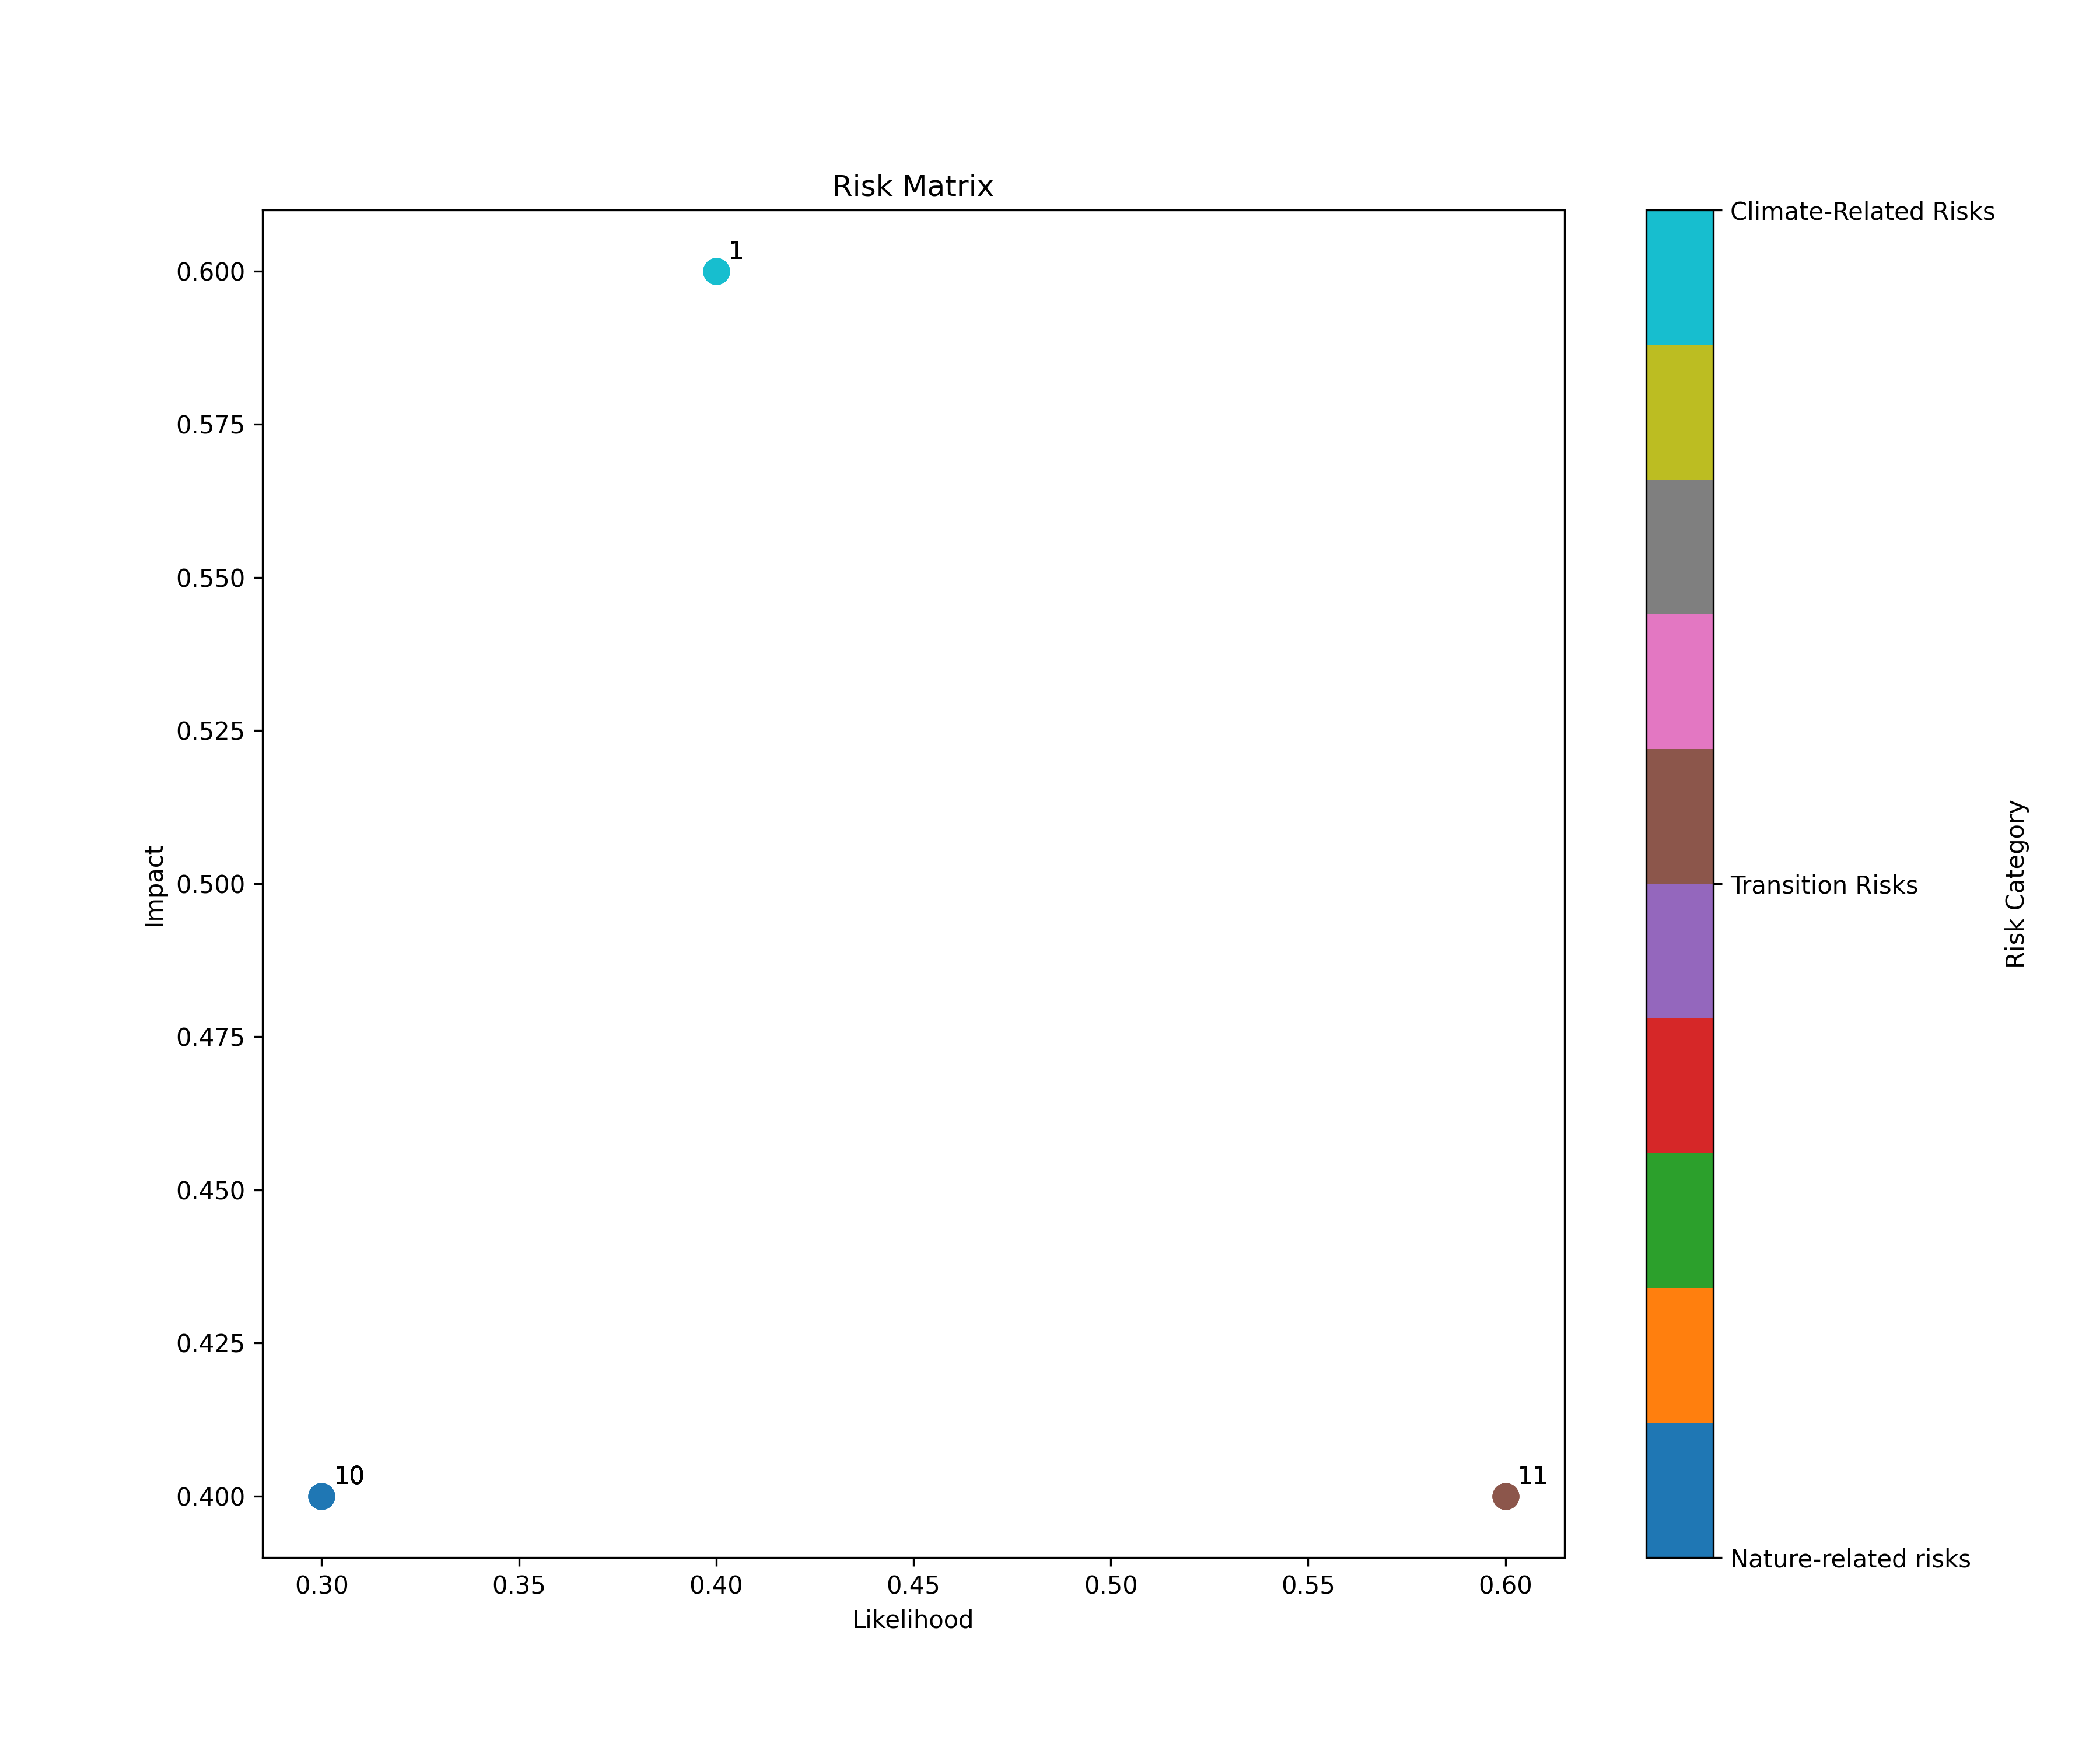 Risk Matrix
Impact
0.600
0.575
0.550
0.525
0.500
0.475
0.450
0.425
0.400
1
10
11
0.30 0.35 0.40 0.45 0.50 0.55 0.60
Likelihood
Climate-Related Risks
Transition Risks
Nature-related risks
Risk Category